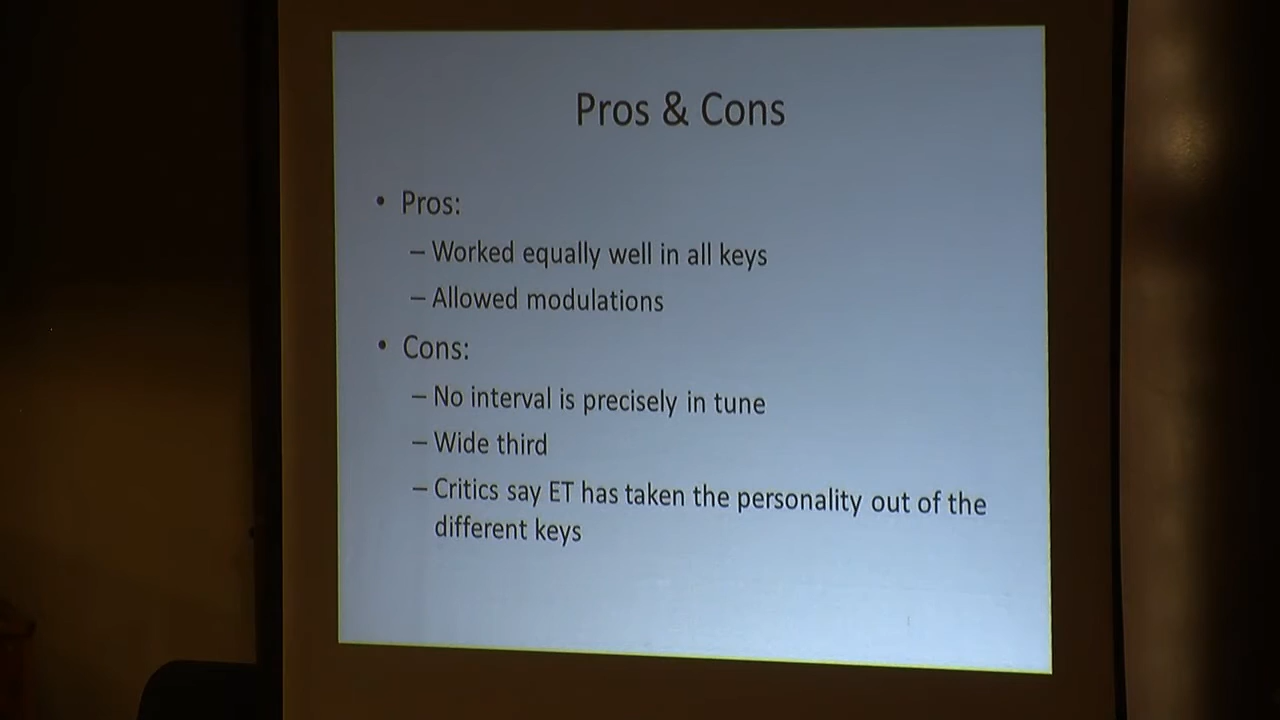 Pros & Cons
• Pros:
– Worked equally well in all keys
– Allowed modulations
• Cons:
– No interval is precisely in tune
– Wide third
– Critics say ET has taken the personality out of the
different keys